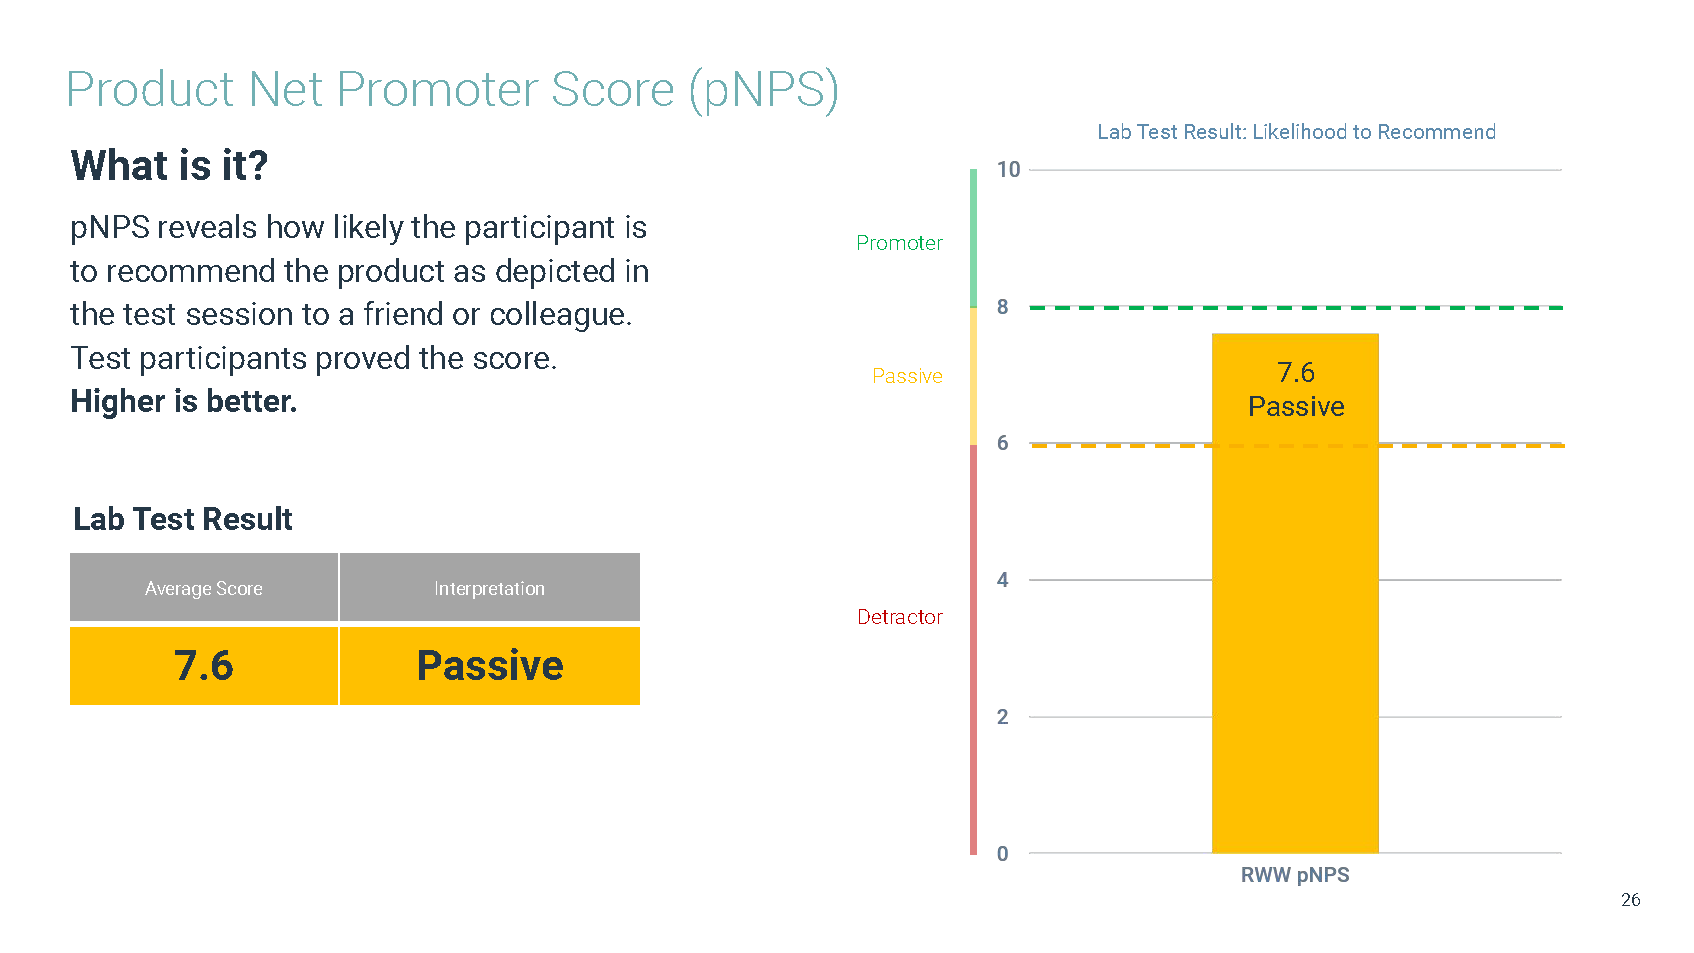 Product Net Promoter Score (pNPS)
What is it?
pNPS reveals how likely the participant is
to recommend the product as depicted in
the test session to a friend or colleague.
Test participants proved the score.
Higher is better.
Lab Test Result
Average Score Interpretation
7.6 Passive
Lab Test Result: Likelihood to Recommend
10
Promoter
8
Passive
7.6
Passive
6
4
Detractor
2
0
RWW pNPS
26